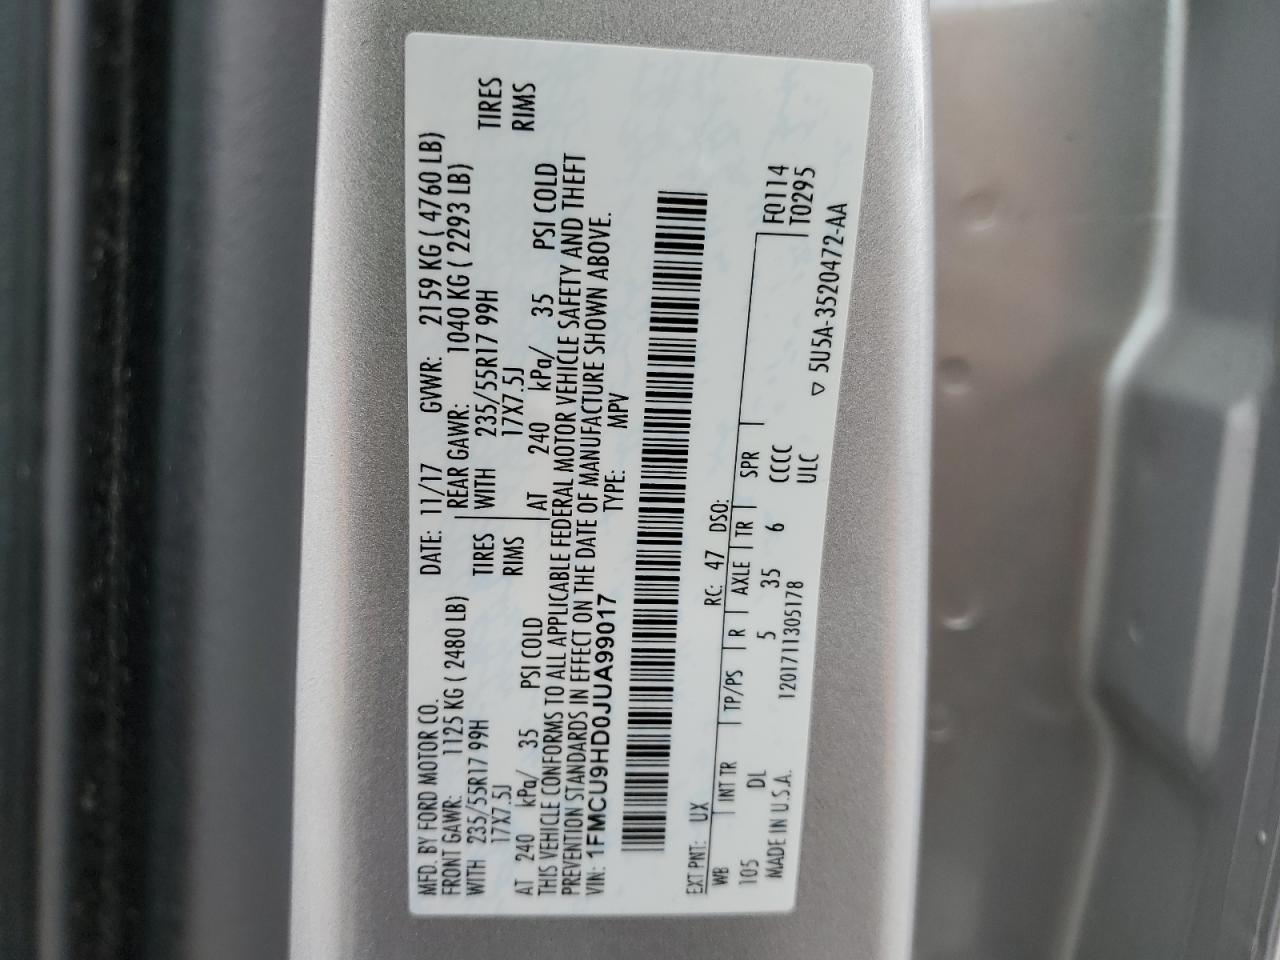 MFD. BY FORD MOTOR CO. DATE: 11/17 GVWR: 2159 KG ( 4760 LB)
FRONT GAWR: 1125 KG ( 2480 LB) REAR GAWR: 1040 KG ( 2293 LB)
WITH 235/55R17 99H TIRES WITH 235/55R17 99H TIRES
17X7.5J RIMS 17X7.5J RIMS
AT 240 kPa/ 35 PSI COLD AT 240 kPa/ 35 PSI COLD
THIS VEHICLE CONFORMS TO ALL APPLICABLE FEDERAL MOTOR VEHICLE SAFETY AND THEFT
PREVENTION STANDARDS IN EFFECT ON THE DATE OF MANUFACTURE SHOWN ABOVE.
VIN: 1FMCU9HD0JUA99017 TYPE: MPV
EXT PNT: UX RC: 47 DSO:
WB INT TR TP/PS R AXLE TR SPR F0114
105 DL 5 35 6 CCCC T0295
MADE IN U.S.A. 1201711305178 ULC
▽ 5U5A-3520472-AA